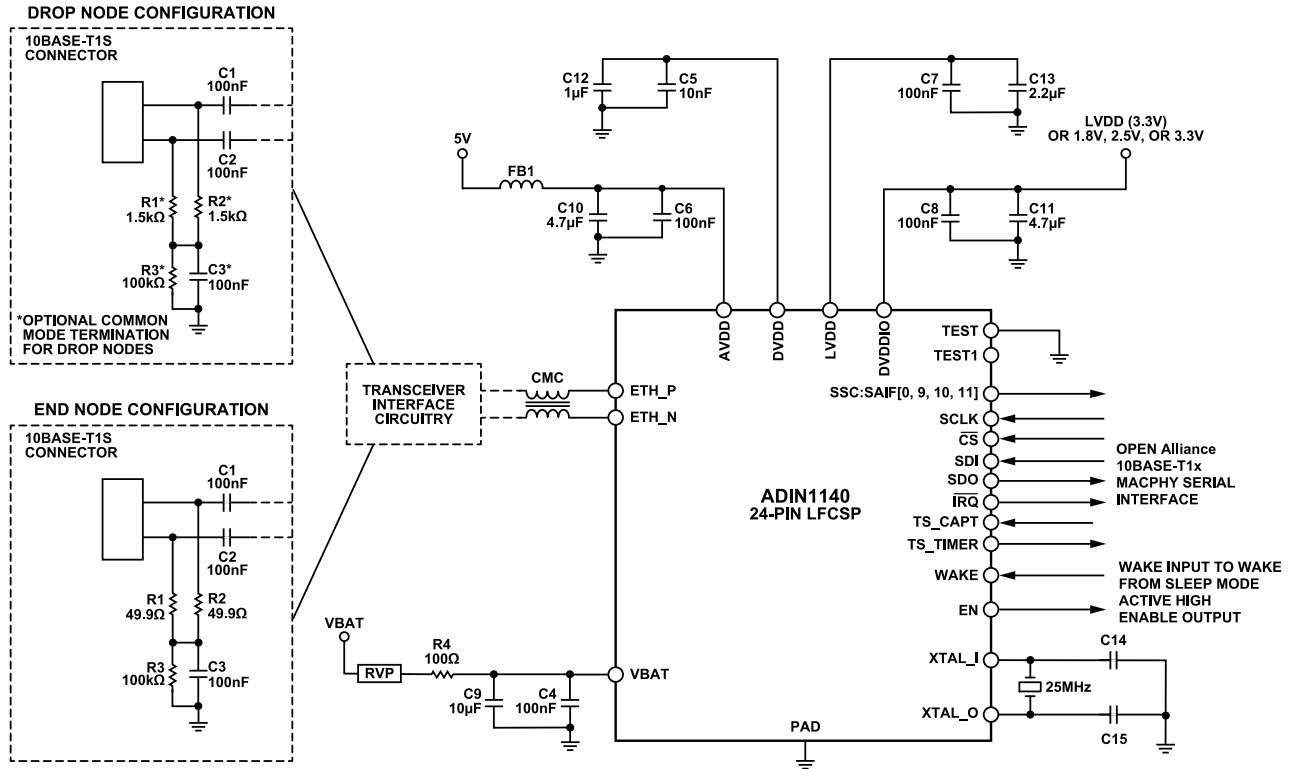 DROP NODE CONFIGURATION
10BASE-T1S
CONNECTOR
C1
100nF
C2
100nF
R1*
1.5kΩ
R2*
1.5kΩ
R3*
100kΩ
C3*
100nF
*OPTIONAL COMMON
MODE TERMINATION
FOR DROP NODES
END NODE CONFIGURATION
10BASE-T1S
CONNECTOR
C1
100nF
C2
100nF
R1
49.9Ω
R2
49.9Ω
R3
100kΩ
C3
100nF
TRANSCEIVER
INTERFACE
CIRCUITRY
CMC
C12
1µF
C5
10nF
C7
100nF
C13
2.2µF
5V
FB1
C10
4.7µF
C6
100nF
LVDD (3.3V)
OR 1.8V, 2.5V, OR 3.3V
C8
100nF
C11
4.7µF
AVDD
DVDD
LVDD
DVDDIO
ETH_P
ETH_N
ADIN1140
24-PIN LFCSP
TEST
TEST1
SSC:SAIF[0, 9, 10, 11]
SCLK
CS
SDI
SDO
IRQ
TS_CAPT
TS_TIMER
WAKE
EN
XTAL_I
XTAL_O
OPEN Alliance
10BASE-T1x
MACPHY SERIAL
INTERFACE
WAKE INPUT TO WAKE
FROM SLEEP MODE
ACTIVE HIGH
ENABLE OUTPUT
C14
25MHz
C15
VBAT
RVP
R4
100Ω
C9
10µF
C4
100nF
VBAT
PAD